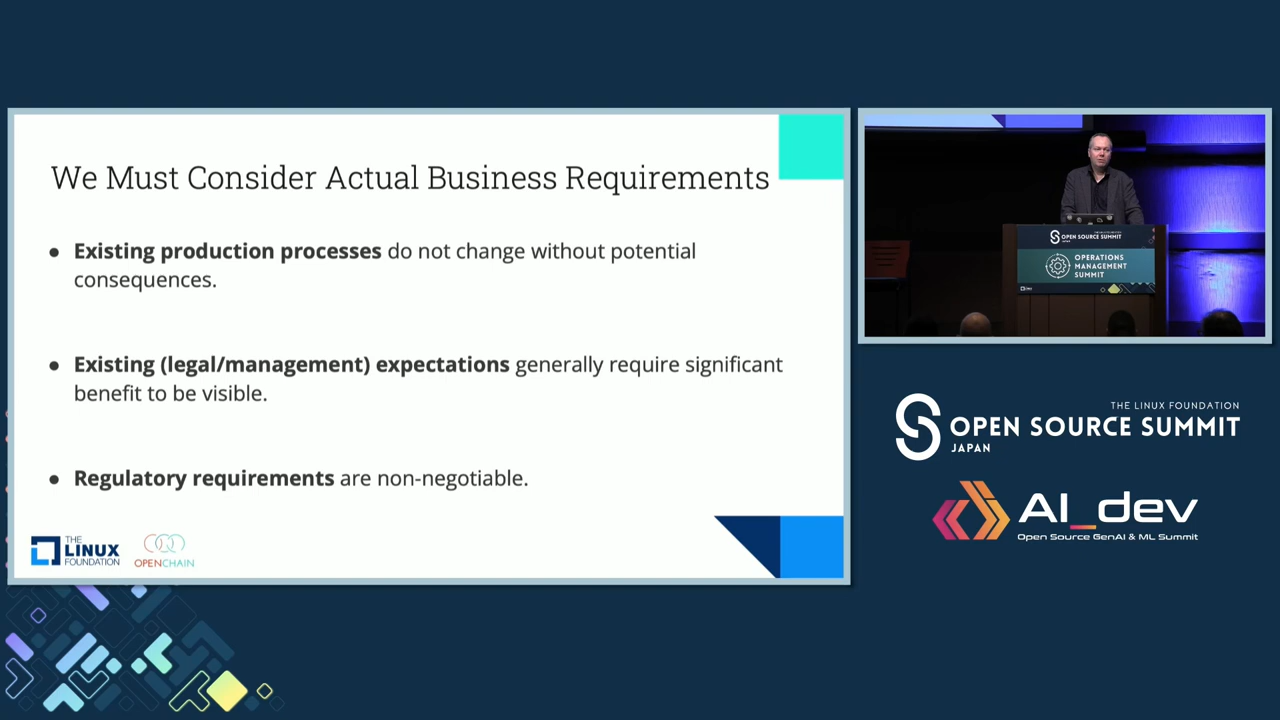 We Must Consider Actual Business Requirements
● Existing production processes do not change without potential
consequences.
● Existing (legal/management) expectations generally require significant
benefit to be visible.
● Regulatory requirements are non-negotiable.
THE
LINUX
FOUNDATION
OPENCHAIN
OPEN SOURCE SUMMIT
JAPAN
OPERATIONS
MANAGEMENT
SUMMIT
THE LINUX FOUNDATION
OPEN SOURCE SUMMIT
JAPAN
AI_dev
Open Source GenAI & ML Summit